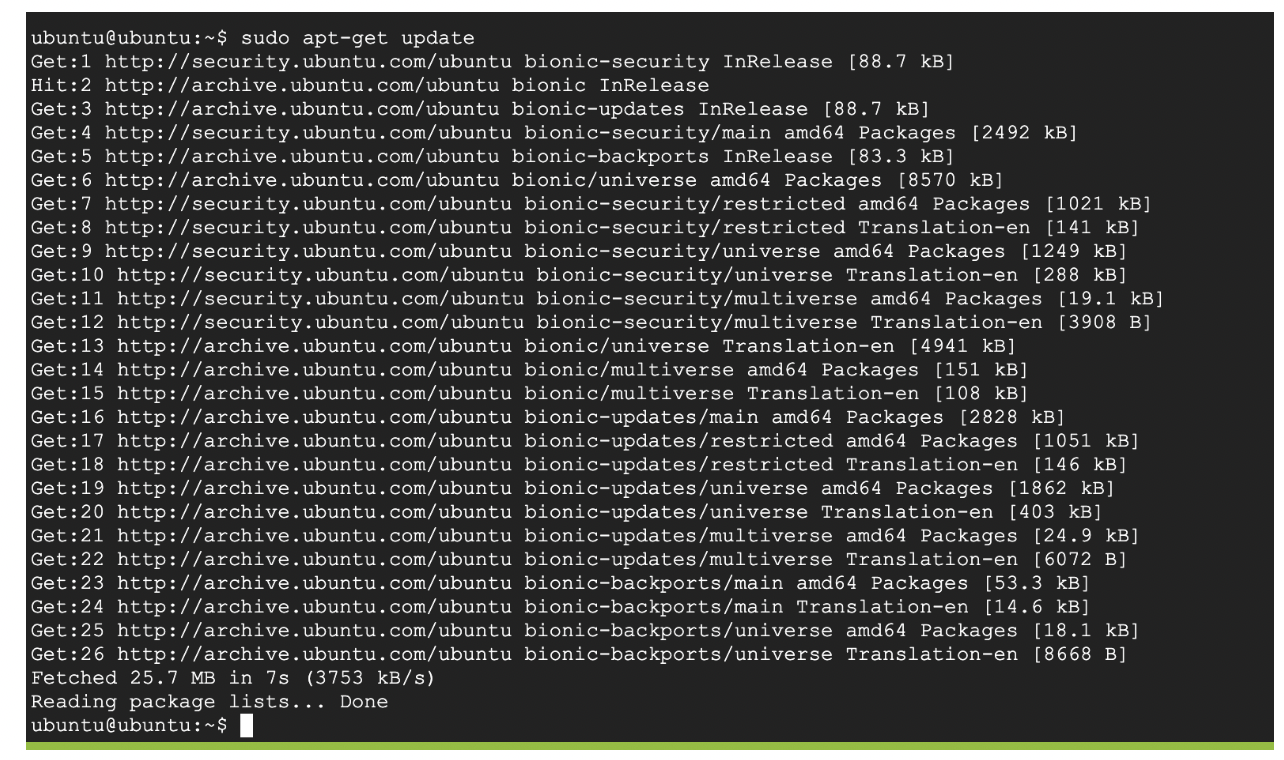 ubuntu@ubuntu:~$ sudo apt-get update
Get:1 http://security.ubuntu.com/ubuntu bionic-security InRelease [88.7 kB]
Hit:2 http://archive.ubuntu.com/ubuntu bionic InRelease
Get:3 http://archive.ubuntu.com/ubuntu bionic-updates InRelease [88.7 kB]
Get:4 http://security.ubuntu.com/ubuntu bionic-security/main amd64 Packages [2492 kB]
Get:5 http://archive.ubuntu.com/ubuntu bionic-backports InRelease [83.3 kB]
Get:6 http://archive.ubuntu.com/ubuntu bionic/universe amd64 Packages [8570 kB]
Get:7 http://security.ubuntu.com/ubuntu bionic-security/restricted amd64 Packages [1021 kB]
Get:8 http://security.ubuntu.com/ubuntu bionic-security/restricted Translation-en [141 kB]
Get:9 http://security.ubuntu.com/ubuntu bionic-security/universe amd64 Packages [1249 kB]
Get:10 http://security.ubuntu.com/ubuntu bionic-security/universe Translation-en [288 kB]
Get:11 http://security.ubuntu.com/ubuntu bionic-security/multiverse amd64 Packages [19.1 kB]
Get:12 http://security.ubuntu.com/ubuntu bionic-security/multiverse Translation-en [3908 B]
Get:13 http://archive.ubuntu.com/ubuntu bionic/universe Translation-en [4941 kB]
Get:14 http://archive.ubuntu.com/ubuntu bionic/multiverse amd64 Packages [151 kB]
Get:15 http://archive.ubuntu.com/ubuntu bionic/multiverse Translation-en [108 kB]
Get:16 http://archive.ubuntu.com/ubuntu bionic-updates/main amd64 Packages [2828 kB]
Get:17 http://archive.ubuntu.com/ubuntu bionic-updates/restricted amd64 Packages [1051 kB]
Get:18 http://archive.ubuntu.com/ubuntu bionic-updates/restricted Translation-en [146 kB]
Get:19 http://archive.ubuntu.com/ubuntu bionic-updates/universe amd64 Packages [1862 kB]
Get:20 http://archive.ubuntu.com/ubuntu bionic-updates/universe Translation-en [403 kB]
Get:21 http://archive.ubuntu.com/ubuntu bionic-updates/multiverse amd64 Packages [24.9 kB]
Get:22 http://archive.ubuntu.com/ubuntu bionic-updates/multiverse Translation-en [6072 B]
Get:23 http://archive.ubuntu.com/ubuntu bionic-backports/main amd64 Packages [53.3 kB]
Get:24 http://archive.ubuntu.com/ubuntu bionic-backports/main Translation-en [14.6 kB]
Get:25 http://archive.ubuntu.com/ubuntu bionic-backports/universe amd64 Packages [18.1 kB]
Get:26 http://archive.ubuntu.com/ubuntu bionic-backports/universe Translation-en [8668 B]
Fetched 25.7 MB in 7s (3753 kB/s)
Reading package lists... Done
ubuntu@ubuntu:~$